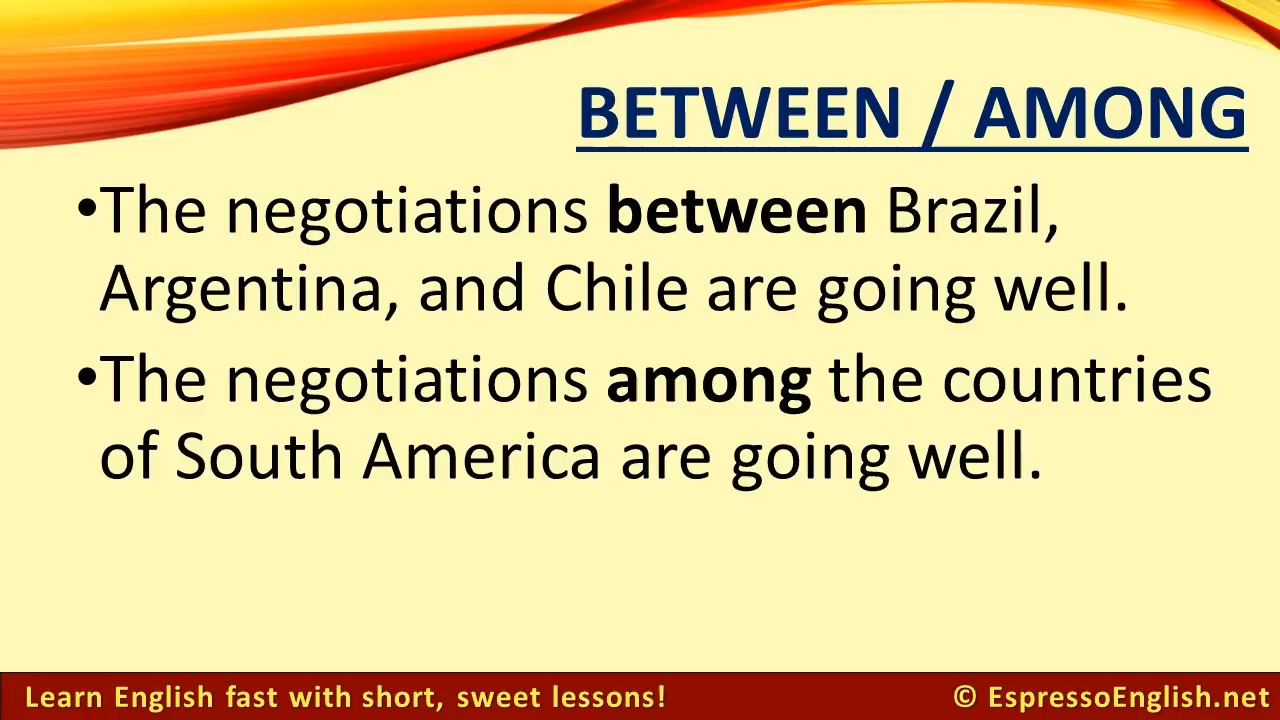 BETWEEN / AMONG
•The negotiations between Brazil,
Argentina, and Chile are going well.
•The negotiations among the countries
of South America are going well.
Learn English fast with short, sweet lessons!
© EspressoEnglish.net